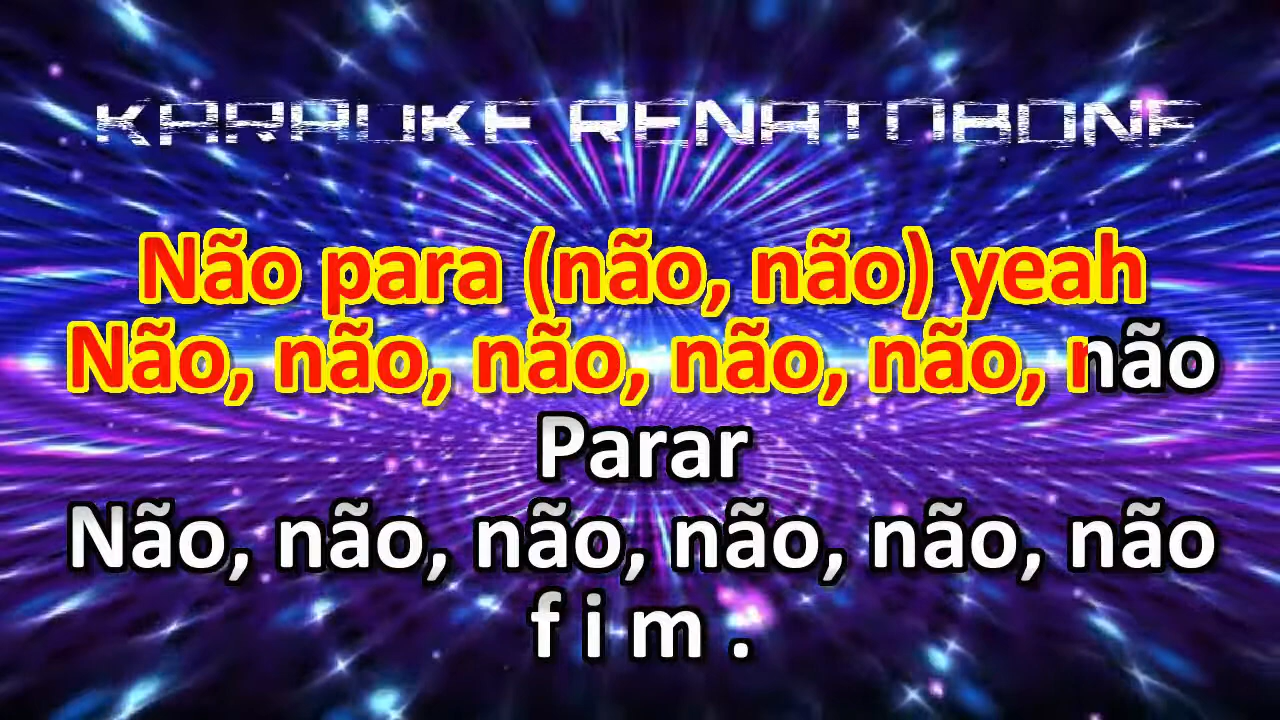 KARAOKE RENATOBONE
Não para (não, não) yeah
Não, não, não, não, não, não
Parar
Não, não, não, não, não, não
f i m .